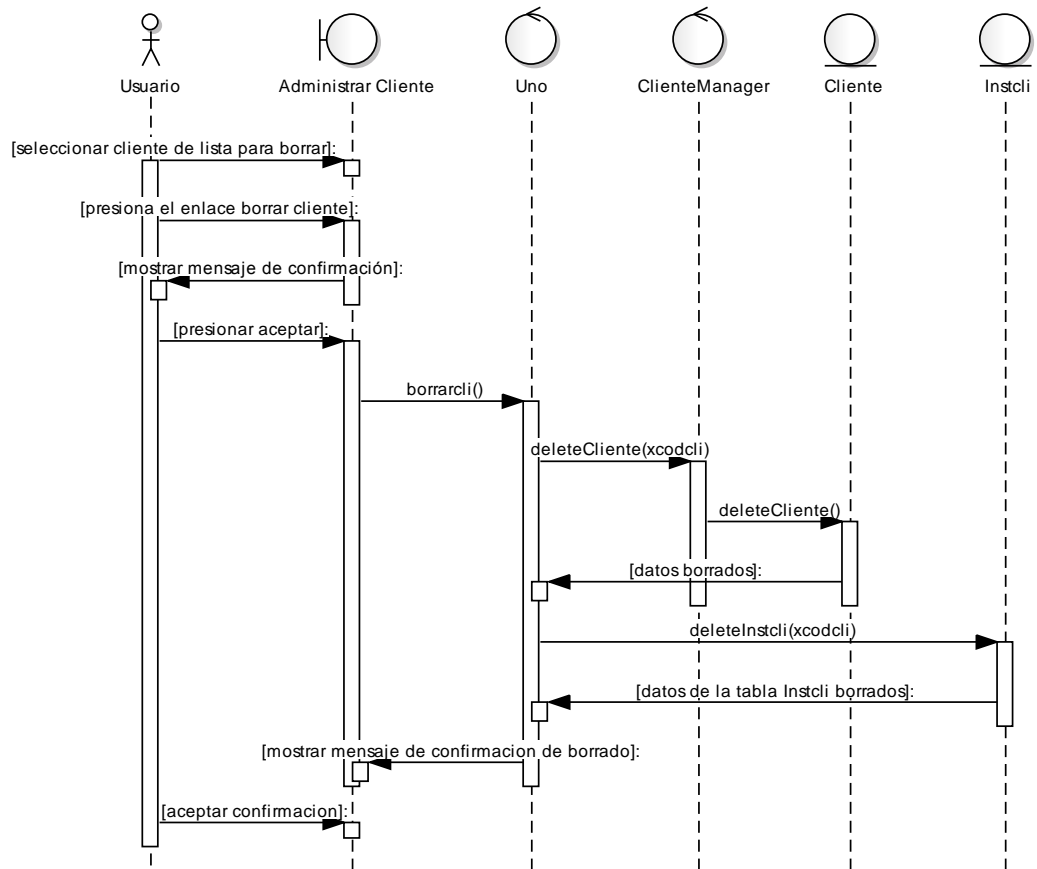 Usuario
Administrar Cliente
Uno
ClienteManager
Cliente
Instcli
[seleccionar cliente de lista para borrar]:
[presiona el enlace borrar cliente]:
[mostrar mensaje de confirmación]:
[presionar aceptar]:
borrarcli()
deleteCliente(xcodcli)
deleteCliente()
[datos borrados]:
deleteInstcli(xcodcli)
[datos de la tabla Instcli borrados]:
[mostrar mensaje de confirmacion de borrado]:
[aceptar confirmacion]: